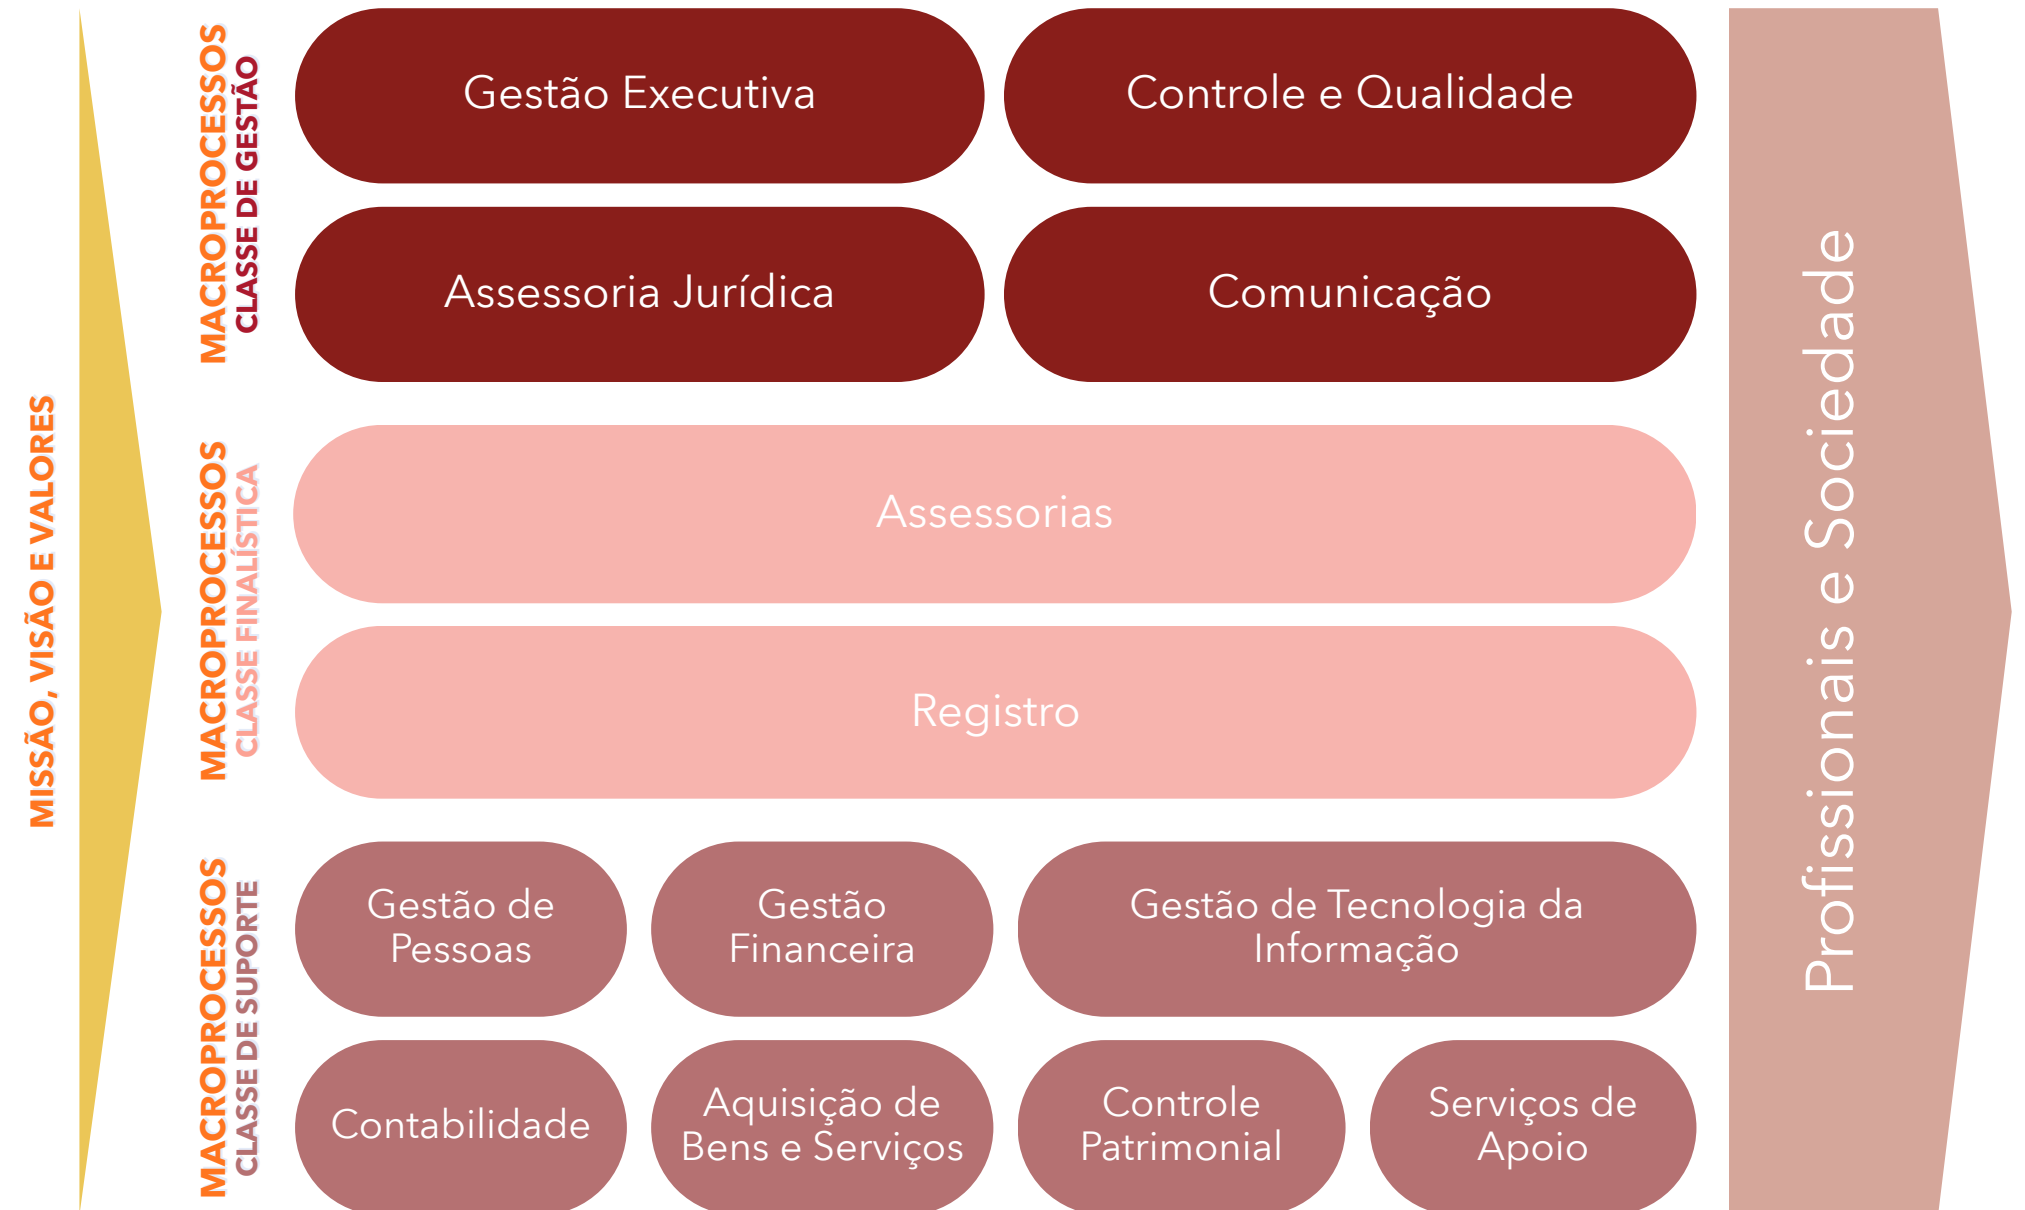 MISSÃO, VISÃO E VALORES
MACROPROCESSOS
CLASSE DE GESTÃO
Gestão Executiva
Controle e Qualidade
Assessoria Jurídica
Comunicação
MACROPROCESSOS
CLASSE FINALÍSTICA
Assessorias
Registro
MACROPROCESSOS
CLASSE DE SUPORTE
Gestão de
Pessoas
Gestão
Financeira
Gestão de Tecnologia da
Informação
Contabilidade
Aquisição de
Bens e Serviços
Controle
Patrimonial
Serviços de
Apoio
Profissionais e Sociedade